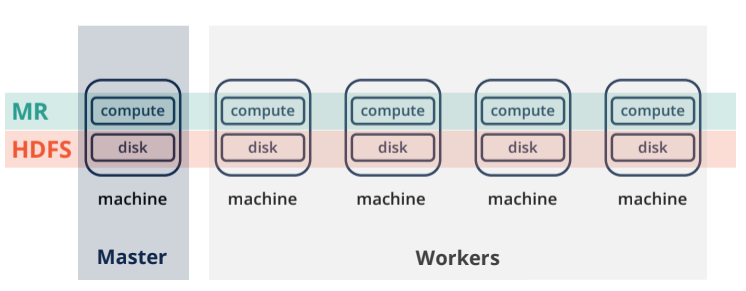 MR compute compute compute compute compute
HDFS disk disk disk disk disk
machine machine machine machine machine
Master Workers